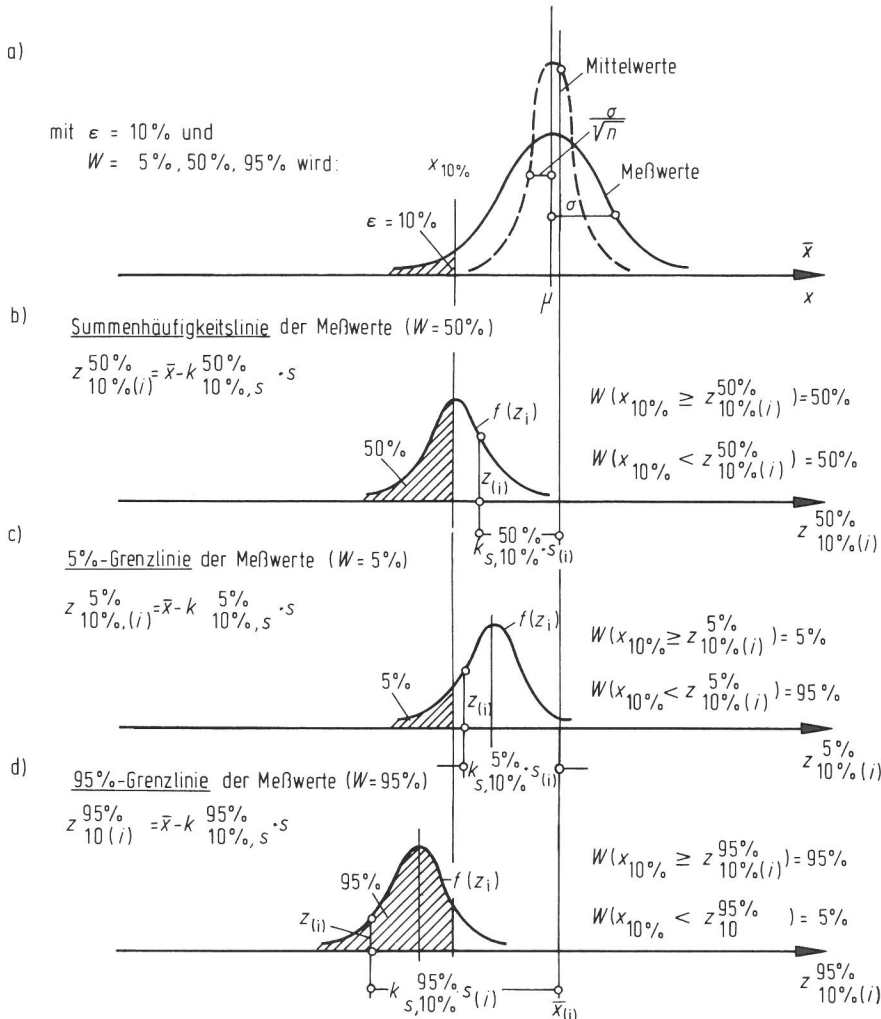 a)
Mittelwerte
σ/√n
mit ε = 10% und
W = 5%, 50%, 95% wird:
x10%
Meßwerte
ε = 10%
σ
x̄
μ
x
b)
Summenhäufigkeitslinie der Meßwerte (W = 50%)
z 50% 10%(i) = x̄ - k 50% 10%,s · s
W(x10% ≥ z 50% 10%(i)) = 50%
f(zi)
50%
W(x10% < z 50% 10%(i)) = 50%
z(i)
z 50% 10%(i)
k 50% s,10% · s(i)
c)
5%-Grenzlinie der Meßwerte (W = 5%)
z 5% 10%,(i) = x̄ - k 5% 10%,s · s
f(zi)
W(x10% ≥ z 5% 10%(i)) = 5%
5%
W(x10% < z 5% 10%(i)) = 95%
z(i)
z 5% 10%(i)
k 5% s,10% · s(i)
d)
95%-Grenzlinie der Meßwerte (W = 95%)
z 95% 10(i) = x̄ - k 95% 10%,s · s
W(x10% ≥ z 95% 10%(i)) = 95%
95%
f(zi)
z(i)
W(x10% < z 95% 10) = 5%
k 95% s,10% · s(i)
x̄(i)
z 95% 10%(i)